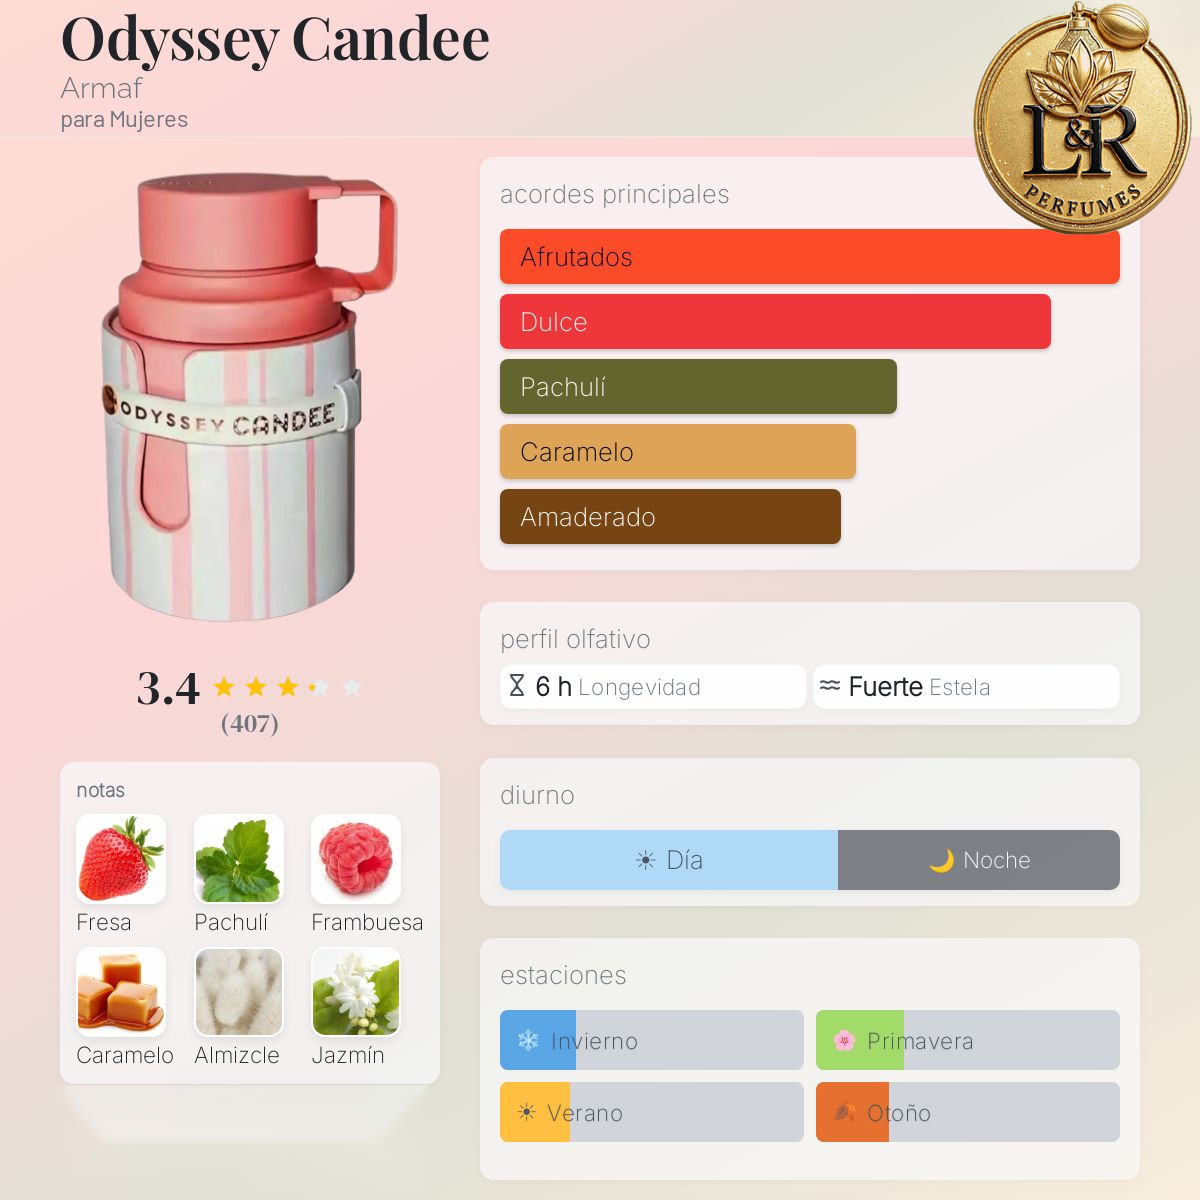 Odyssey Candee
Armaf
para Mujeres
L&R
PERFUMES
ODYSSEY CANDEE
3.4
(407)
notas
Fresa
Pachulí
Frambuesa
Caramelo
Almizcle
Jazmín
acordes principales
Afrutados
Dulce
Pachulí
Caramelo
Amaderado
perfil olfativo
6 h Longevidad
Fuerte Estela
diurno
Día
Noche
estaciones
Invierno
Primavera
Verano
Otoño